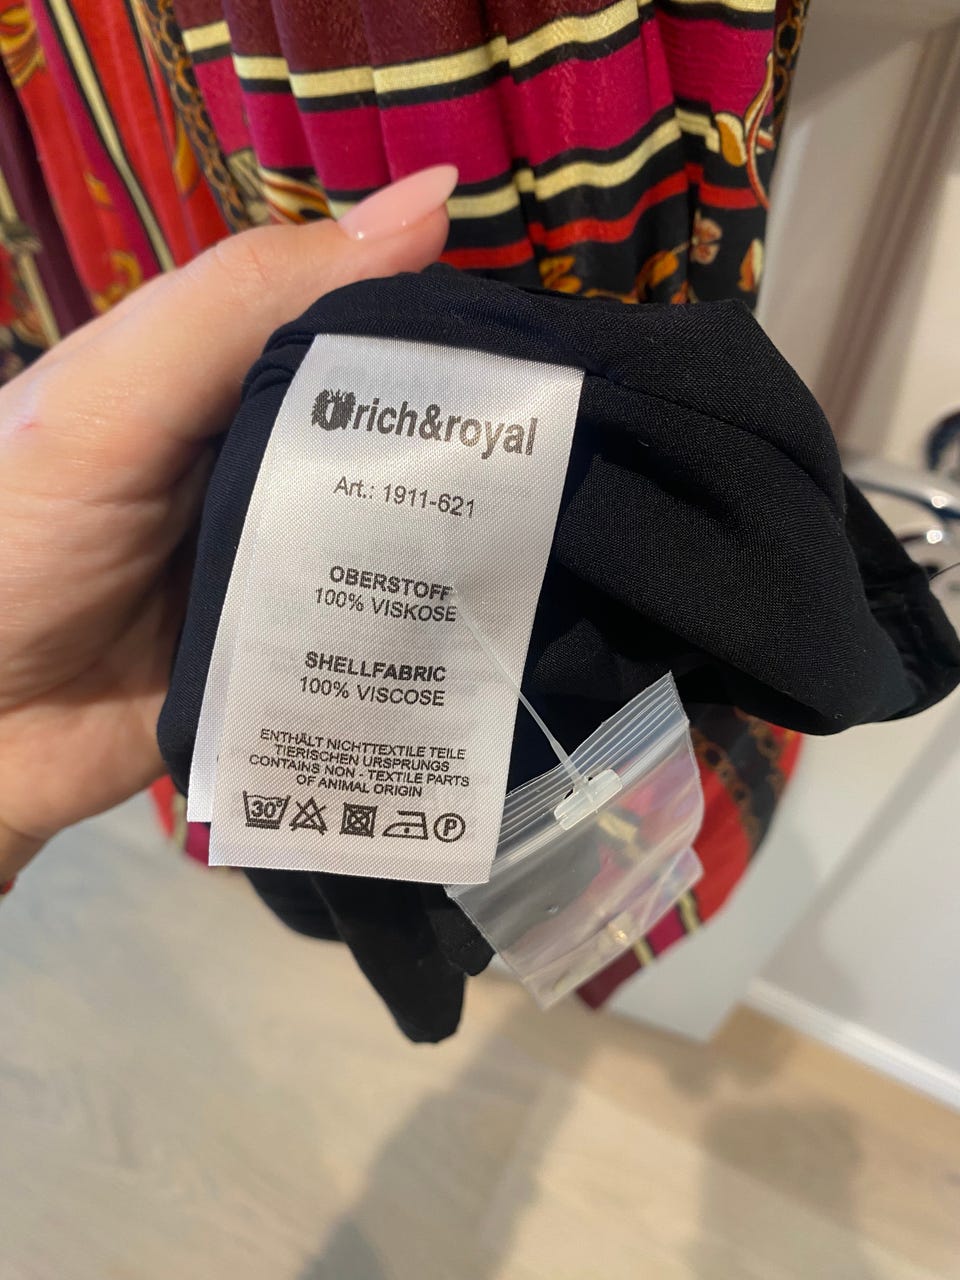 rich&royal
Art.: 1911-621
OBERSTOFF
100% VISKOSE
SHELLFABRIC
100% VISCOSE
ENTHÄLT NICHTTEXTILE TEILE
TIERISCHEN URSPRUNGS
CONTAINS NON - TEXTILE PARTS
OF ANIMAL ORIGIN
30° P